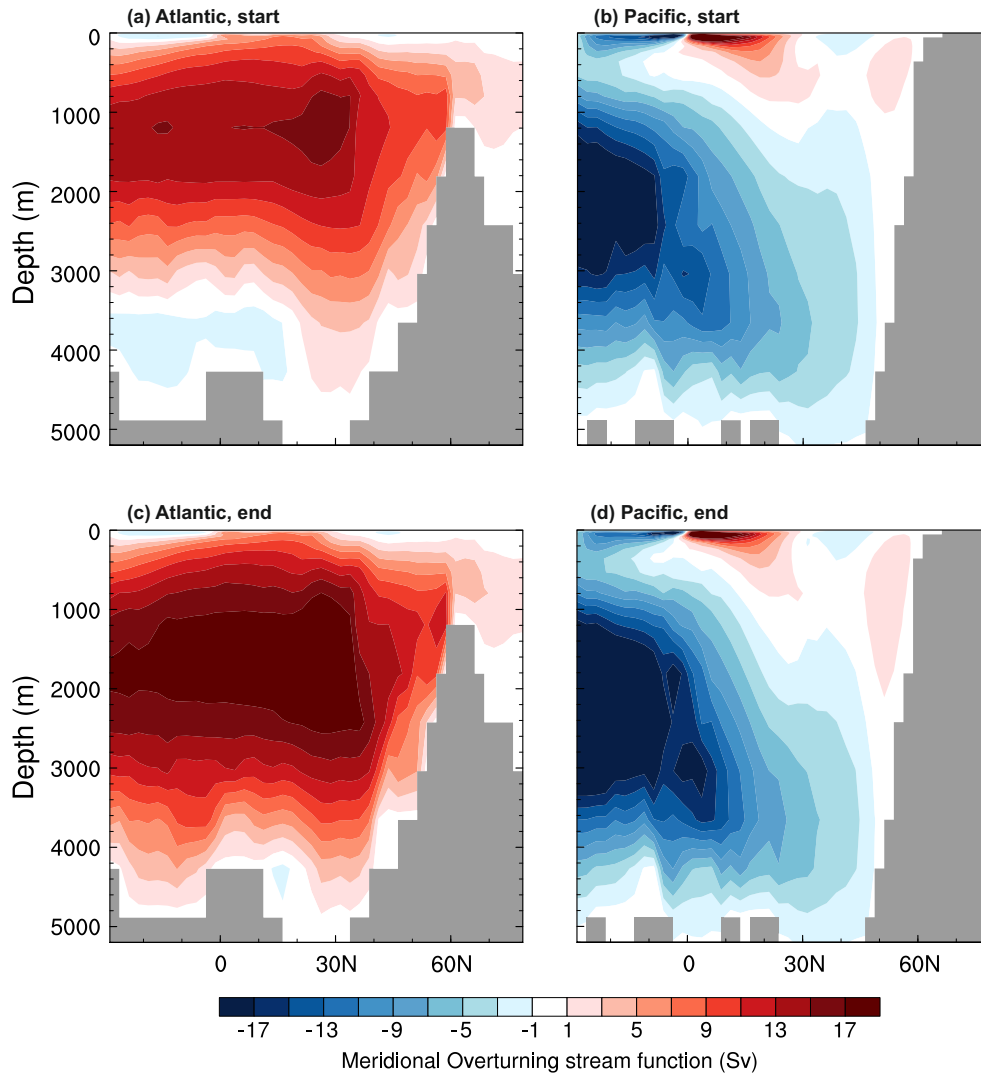 (a) Atlantic, start
(b) Pacific, start
0
1000
2000
3000
4000
5000
Depth (m)
(c) Atlantic, end
(d) Pacific, end
0
1000
2000
3000
4000
5000
Depth (m)
0 30N 60N
0 30N 60N
-17 -13 -9 -5 -1 1 5 9 13 17
Meridional Overturning stream function (Sv)